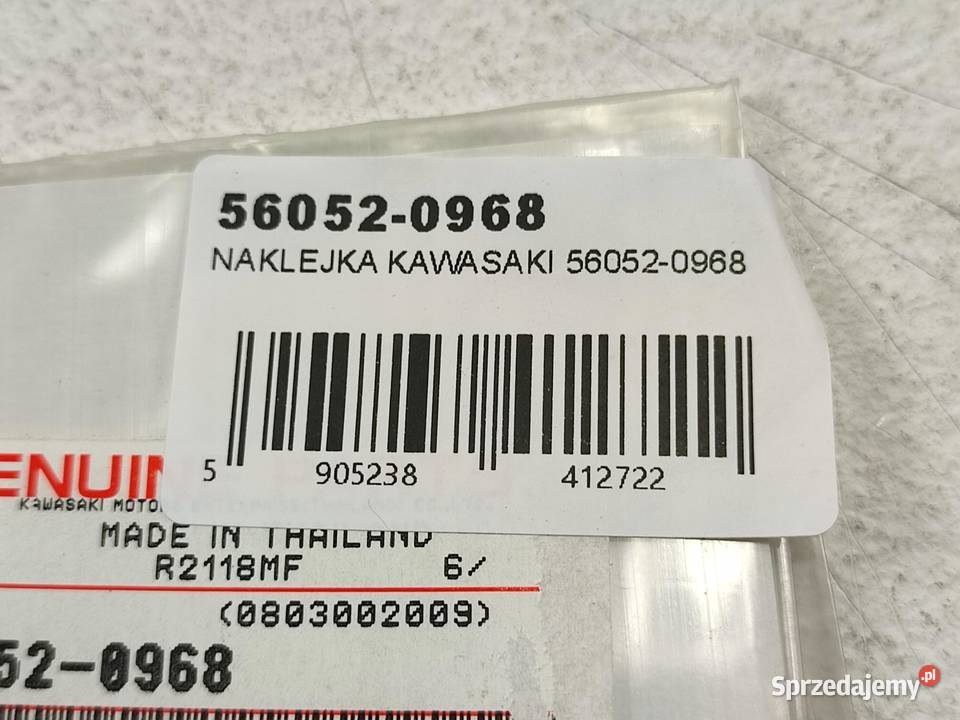 56052-0968
NAKLEJKA KAWASAKI 56052-0968
5 905238 412722
ENUIN
KAWASAKI MOTOR
MADE IN THAILAND
R2118MF 6/
(0803002009)
52-0968
Sprzedajemy.pl